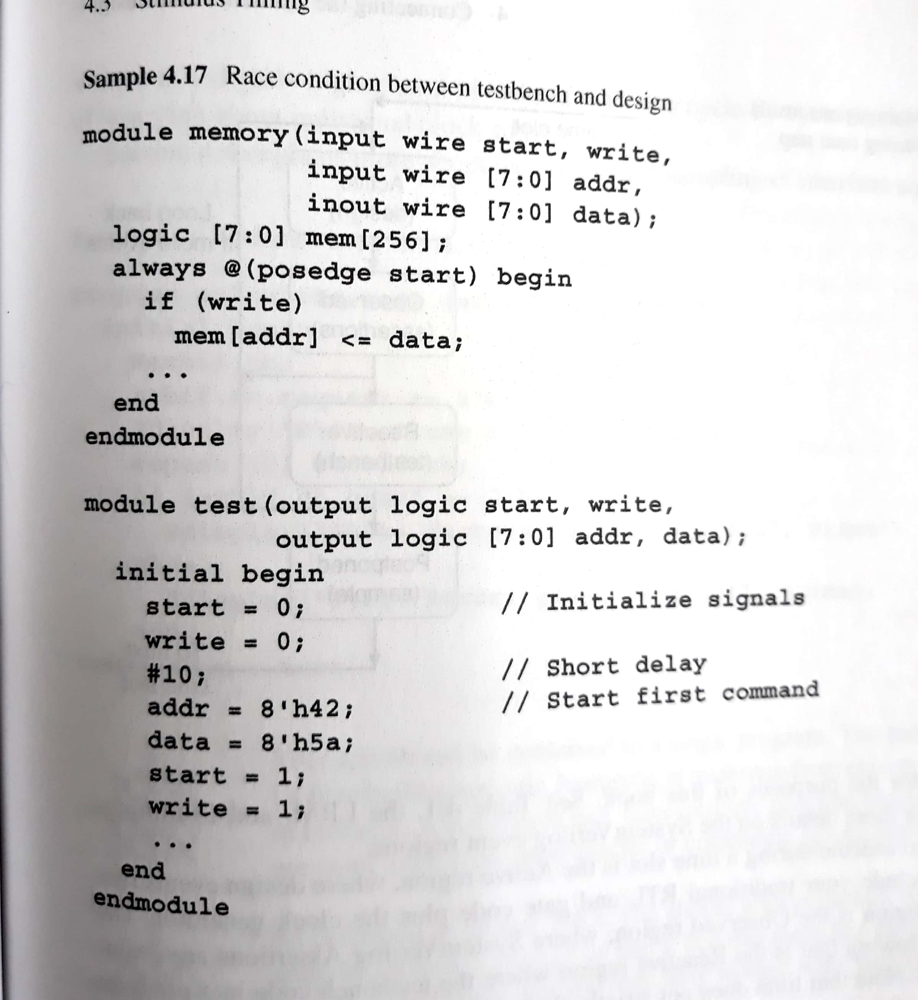 4.3 Stimulus Timing
Sample 4.17 Race condition between testbench and design
module memory(input wire start, write,
input wire [7:0] addr,
inout wire [7:0] data);
logic [7:0] mem[256];
always @(posedge start) begin
if (write)
mem[addr] <= data;
...
end
endmodule
module test(output logic start, write,
output logic [7:0] addr, data);
initial begin
start = 0; // Initialize signals
write = 0;
#10; // Short delay
addr = 8'h42; // Start first command
data = 8'h5a;
start = 1;
write = 1;
...
end
endmodule